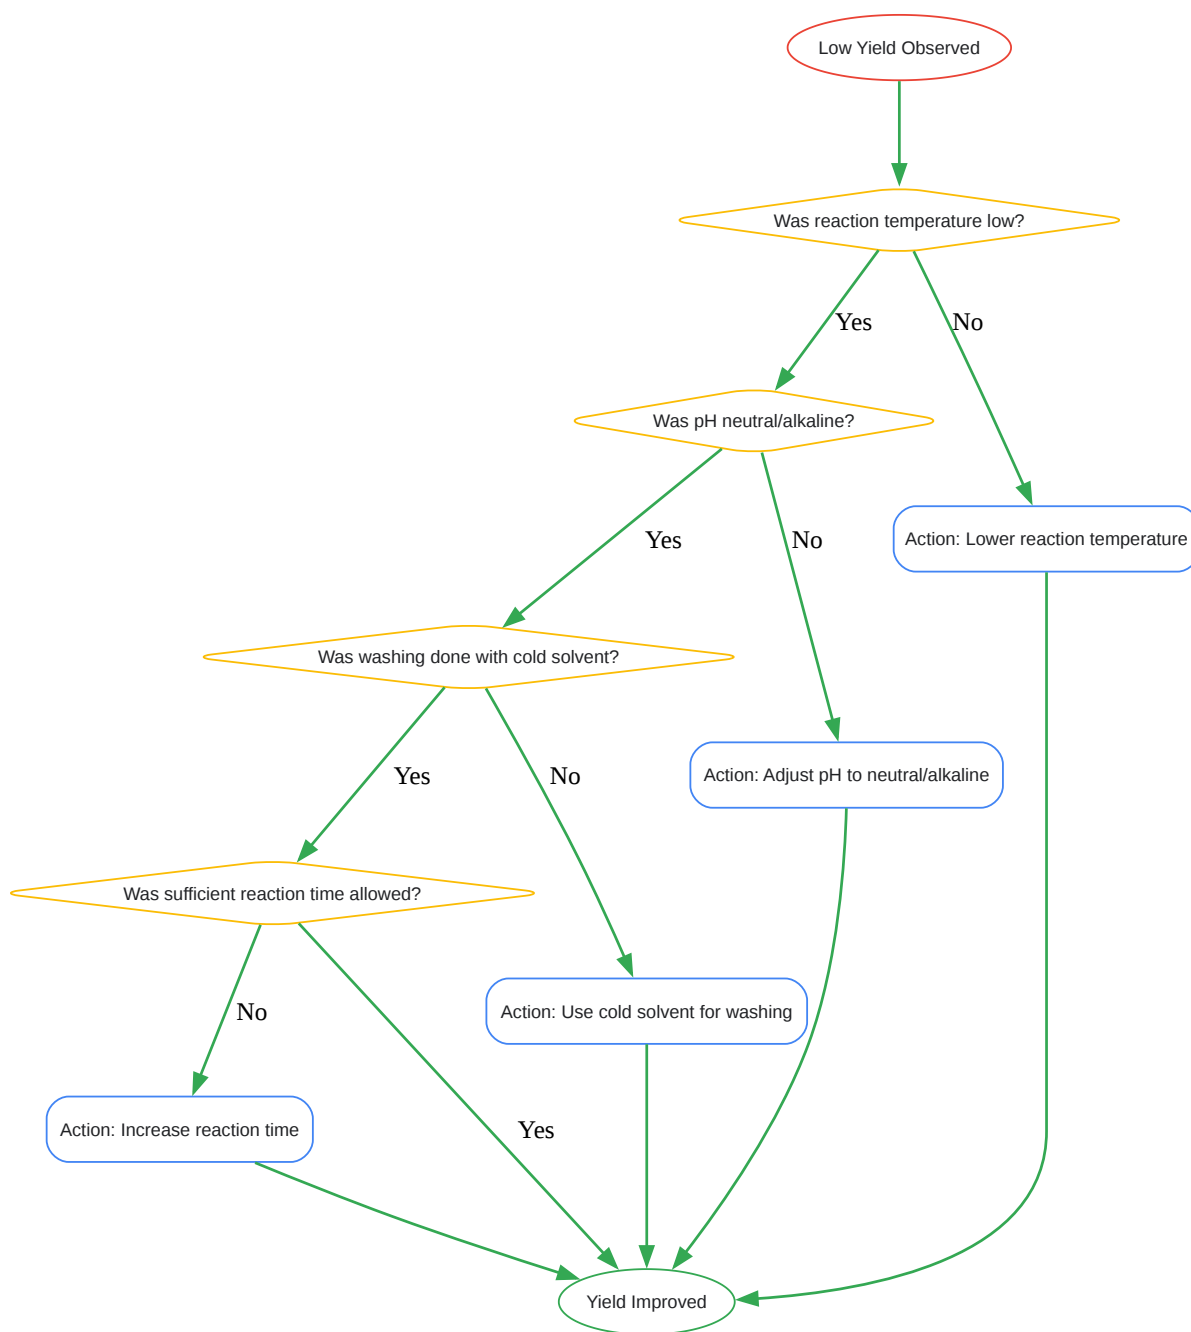 Low Yield Observed
Was reaction temperature low?
Yes
No
Was pH neutral/alkaline?
Yes
No
Action: Lower reaction temperature
Was washing done with cold solvent?
Yes
No
Action: Adjust pH to neutral/alkaline
Was sufficient reaction time allowed?
No
Action: Use cold solvent for washing
Action: Increase reaction time
Yes
Yield Improved